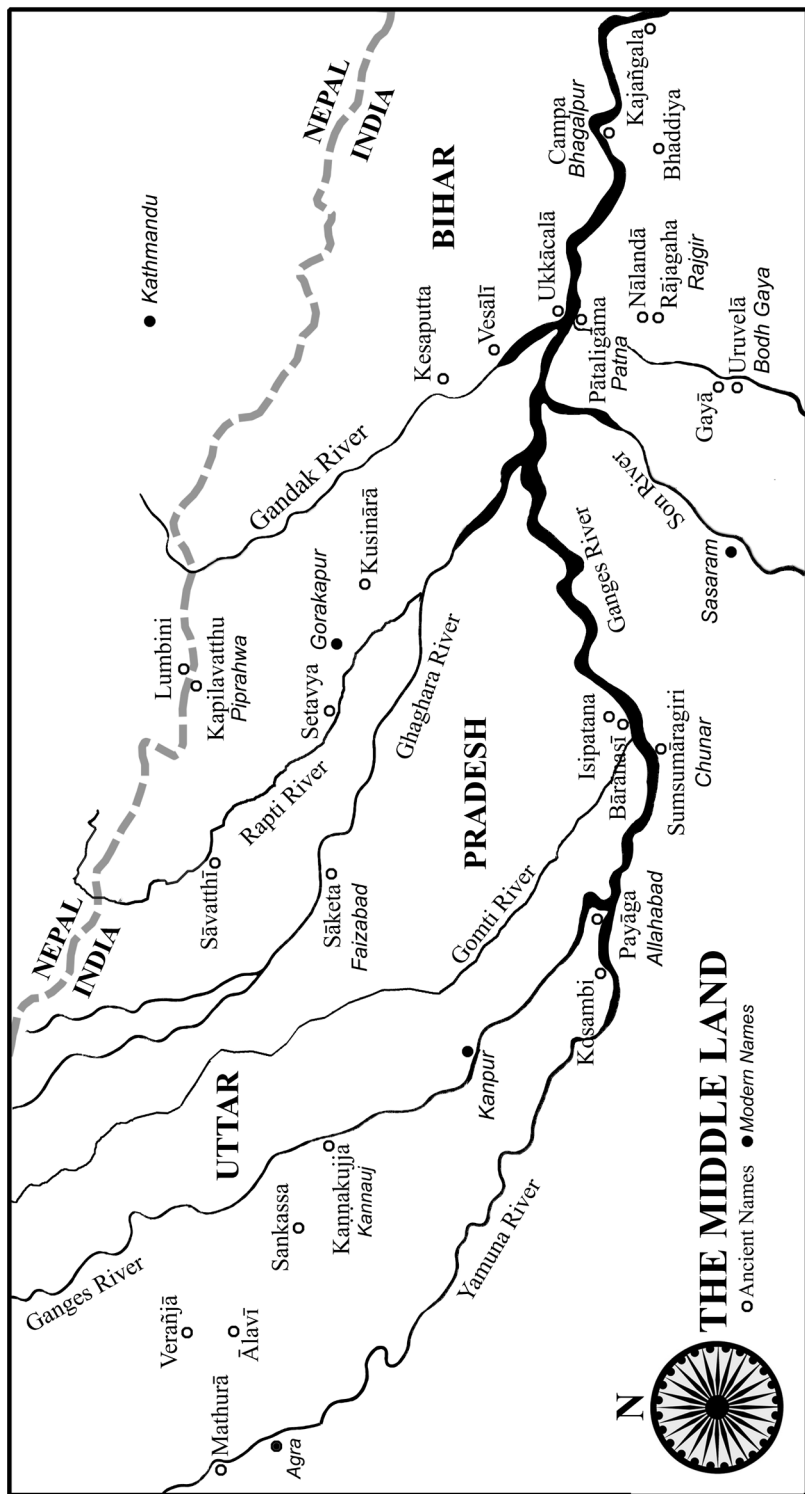 NEPAL
INDIA
Kathmandu
NEPAL
INDIA
Lumbini
Kapilavatthu
Piprahwa
Gandak River
BIHAR
Kesaputta
Vesālī
Kusinārā
Gorakapur
Setavya
Rapti River
Sāvatthī
Ghaghara River
Sāketa
Faizabad
UTTAR
PRADESH
Gomti River
Ganges River
Verañjā
Āḷavī
Mathurā
Agra
Sankassa
Kaṇṇakujja
Kannauj
Kanpur
Yamuna River
Kosambi
Payāga
Allahabad
Isipatana
Bārāṇasī
Sumsumāragiri
Chunar
Ganges River
Son River
Sasaram
Ukkācalā
Pātaligāma
Patna
Nālandā
Rājagaha
Rajgir
Gayā
Uruvelā
Bodh Gaya
Campa
Bhagalpur
Kajañgala
Bhaddiya
N
THE MIDDLE LAND
Ancient Names
Modern Names